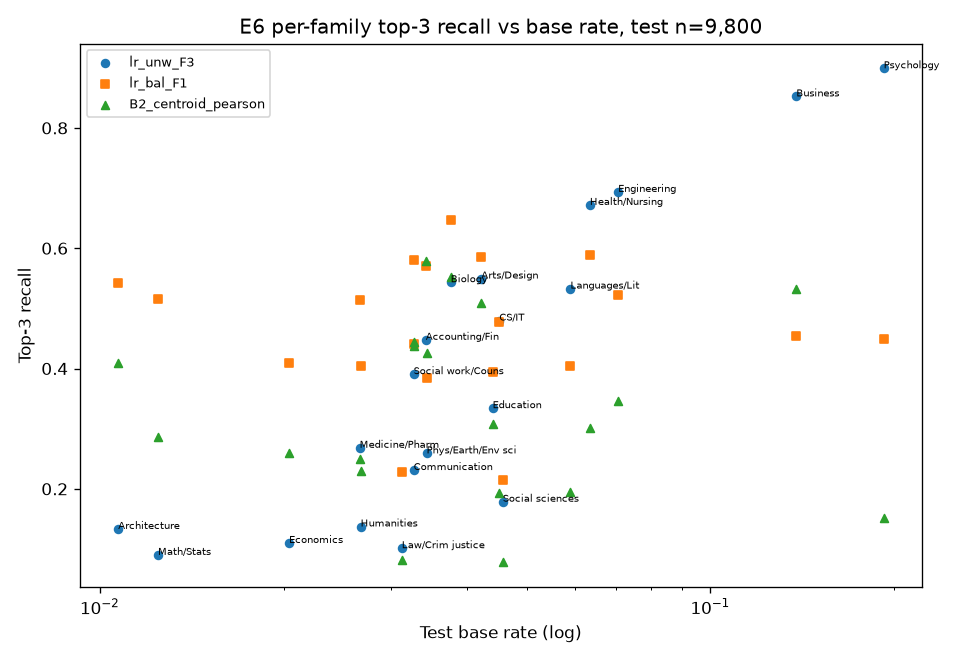 E6 per-family top-3 recall vs base rate, test n=9,800
lr_unw_F3
lr_bal_F1
B2_centroid_pearson
Psychology
Business
Engineering
Health/Nursing
Biology
Arts/Design
Languages/Lit
CS/IT
Accounting/Fin
Social work/Couns
Education
Medicine/Pharm
Phys/Earth/Env sci
Communication
Social sciences
Architecture
Humanities
Economics
Law/Crim justice
Math/Stats
0.8
0.6
0.4
0.2
Top-3 recall
10⁻²
10⁻¹
Test base rate (log)